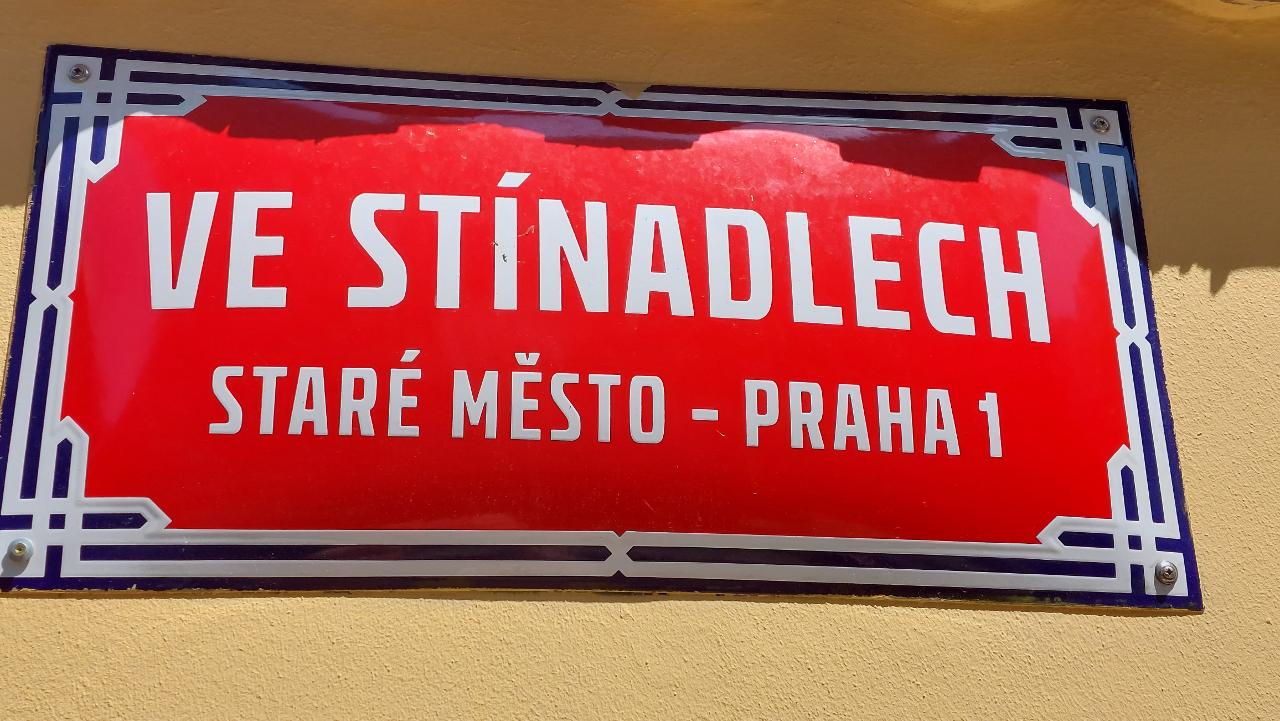 VE STÍNADLECH
STARÉ MĚSTO - PRAHA 1